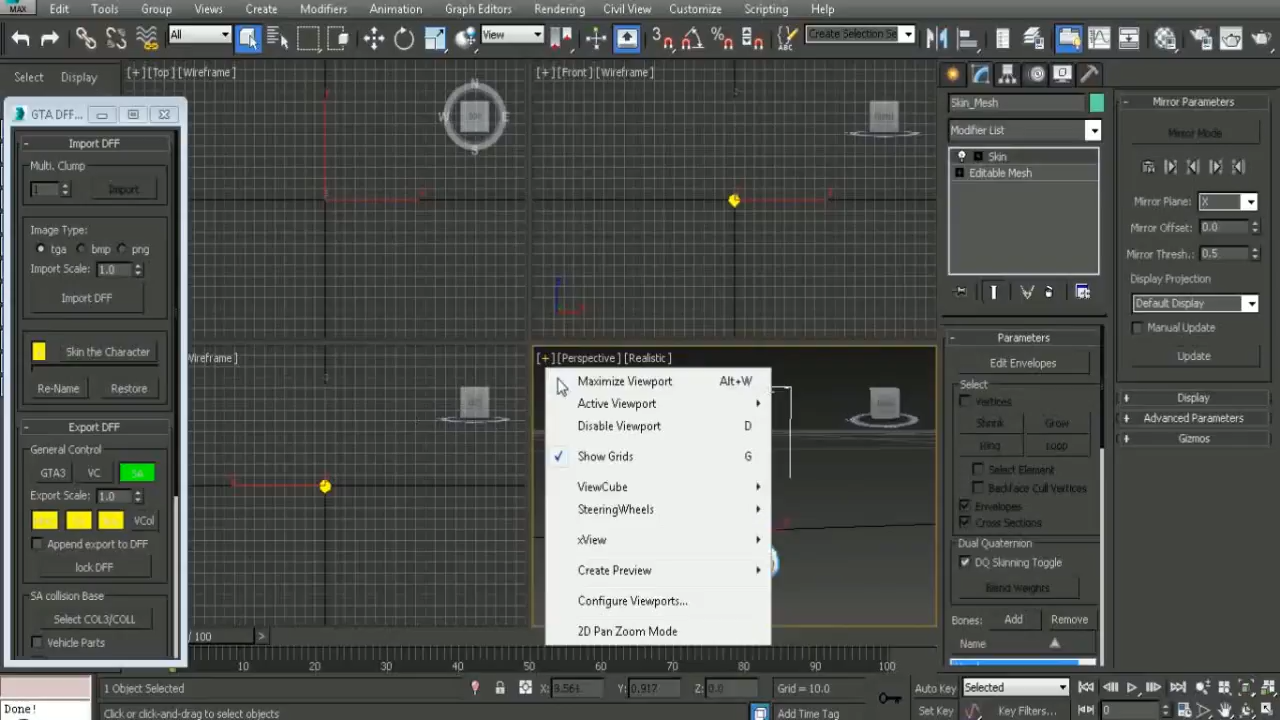 MAX Edit Tools Group Views Create Modifiers Animation Graph Editors Rendering Civil View Customize Scripting Help
All View Create Selection Se
Select Display
[+] [Top] [Wireframe]
N
W E
S
[+] [Front] [Wireframe]
FRONT
Wireframe]
[+] [Perspective] [Realistic]
GTA DFF...
Import DFF
Multi. Clump
1 Import
Image Type:
tga bmp png
Import Scale: 1.0
Import DFF
Skin the Character
Re-Name Restore
Export DFF
General Control
GTA3 VC SA
Export Scale: 1.0
VCol
Append export to DFF
lock DFF
SA collision Base
Select COL3/COLL
Vehicle Parts
Maximize Viewport Alt+W
Active Viewport
Disable Viewport D
Show Grids G
ViewCube
SteeringWheels
xView
Create Preview
Configure Viewports...
2D Pan Zoom Mode
Skin_Mesh
Modifier List
Skin
Editable Mesh
Parameters
Edit Envelopes
Select
Vertices
Shrink Grow
Ring Loop
Select Element
Backface Cull Vertices
Envelopes
Cross Sections
Dual Quaternion
DQ Skinning Toggle
Blend Weights
Bones: Add Remove
Name
Mirror Parameters
Mirror Mode
Mirror Plane: X
Mirror Offset: 0.0
Mirror Thresh.: 0.5
Display Projection
Default Display
Manual Update
Update
Display
Advanced Parameters
Gizmos
/ 100 >
10 20 30 40 50 60 70 80 90 100
1 Object Selected X: 9.561 Y: 0.917 Z: 0.0 Grid = 10.0 Auto Key Selected
Done! Click or click-and-drag to select objects Add Time Tag Set Key Key Filters... 0